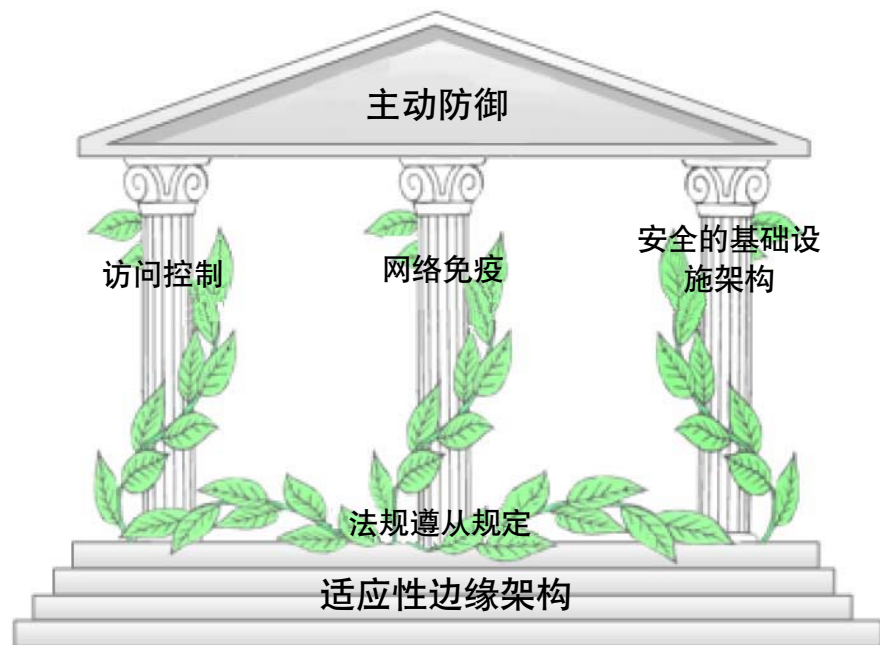 主动防御
访问控制
网络免疫
安全的基础设
施架构
法规遵从规定
适应性边缘架构